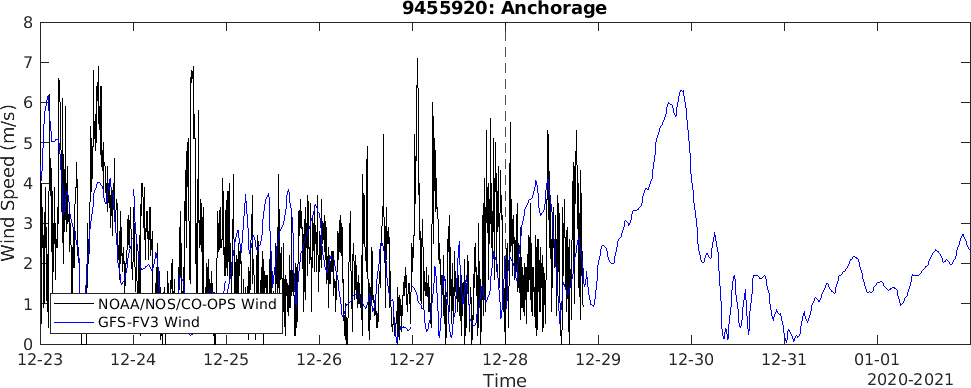 9455920: Anchorage
Wind Speed (m/s)
8
7
6
5
4
3
2
1
0
NOAA/NOS/CO-OPS Wind
GFS-FV3 Wind
12-23 12-24 12-25 12-26 12-27 12-28 12-29 12-30 12-31 01-01
Time
2020-2021